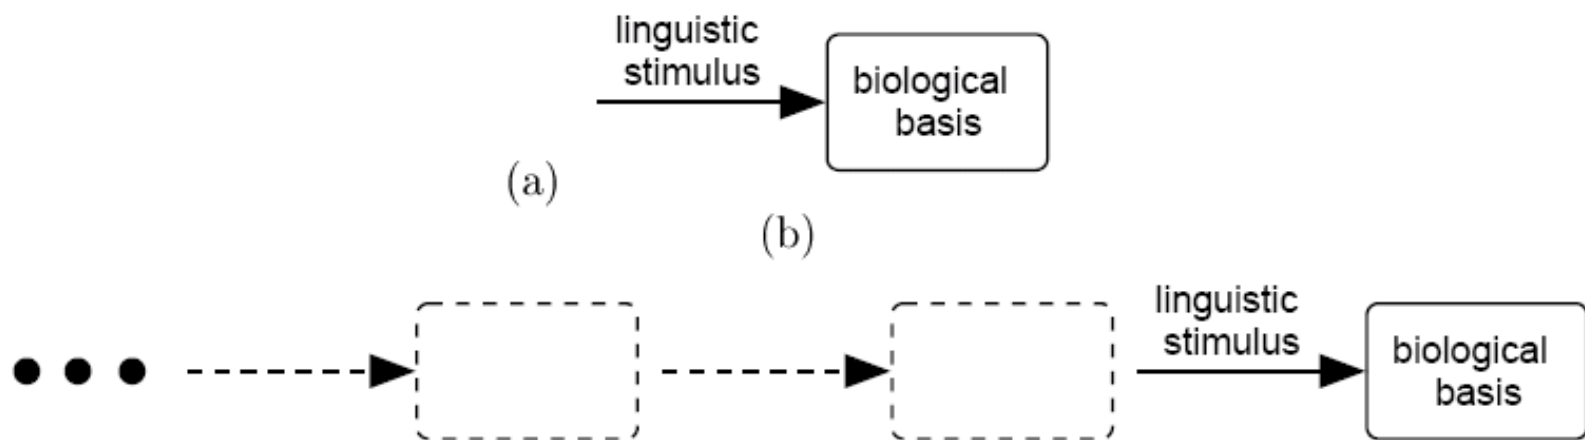 linguistic
stimulus
biological
basis
(a)
(b)
linguistic
stimulus
biological
basis